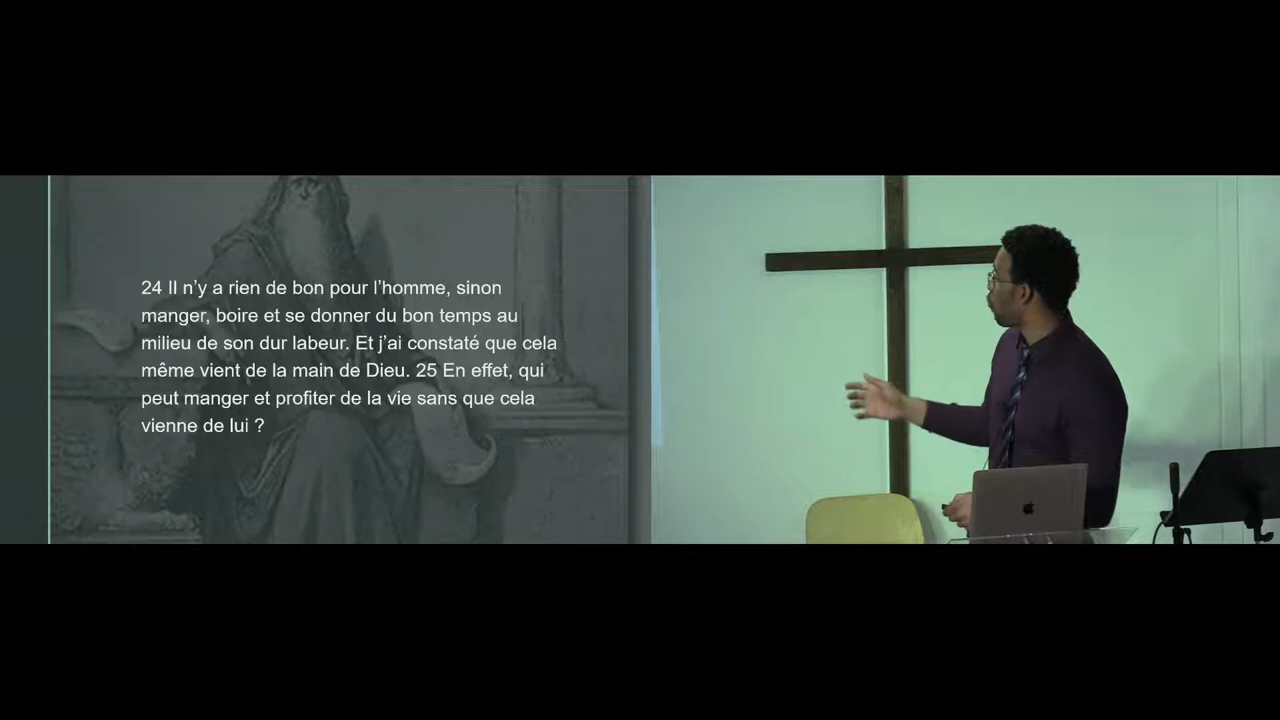 24 Il n’y a rien de bon pour l’homme, sinon
manger, boire et se donner du bon temps au
milieu de son dur labeur. Et j’ai constaté que cela
même vient de la main de Dieu. 25 En effet, qui
peut manger et profiter de la vie sans que cela
vienne de lui ?